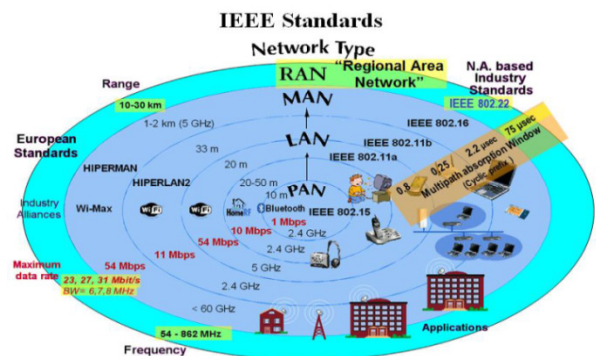 IEEE Standards
Network Type
RAN "Regional Area Network"
N.A. based Industry Standards
Range
10-30 km
MAN
IEEE 802.22
1-2 km (5 GHz)
IEEE 802.16
European Standards
33 m
LAN
IEEE 802.11b
20 m
IEEE 802.11a
0,8
0,25/
2.2 µsec
75 µsec
Multipath absorption Window
(Cyclic, prefix)
HIPERMAN
HIPERLAN2
20-50 m
PAN
10 m
Industry Alliances
Wi-Max
Wi Fi
Wi Fi
HomeRF
Bluetooth
IEEE 802.15
1 Mbps
10 Mbps
2.4 GHz
54 Mbps
2.4 GHz
11 Mbps
5 GHz
Maximum data rate
54 Mbps
23, 27, 31 Mbit/s
BW= 6,7,8 MHz
2.4 GHz
< 60 GHz
Applications
54 - 862 MHz
Frequency